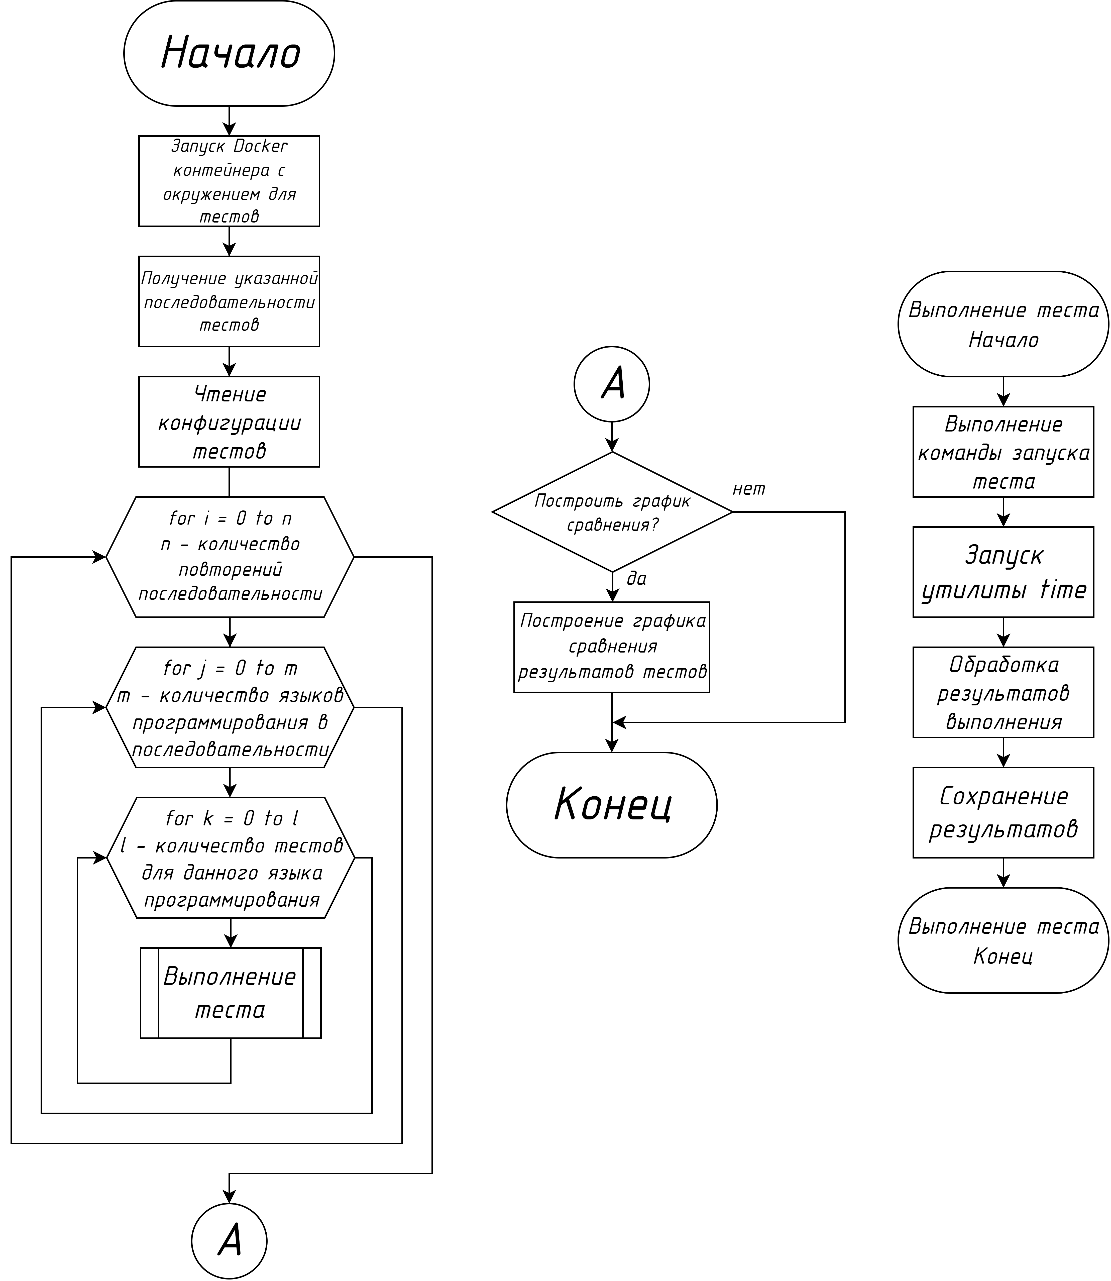 Начало
Запуск Docker
контейнера с
окружением для
тестов
Получение указанной
последовательности
тестов
Чтение
конфигурации
тестов
for i = 0 to n
n - количество
повторений
последовательности
for j = 0 to m
m - количество языков
программирования в
последовательности
for k = 0 to l
l - количество тестов
для данного языка
программирования
Выполнение
теста
A
A
Построить график
сравнения?
нет
да
Построение графика
сравнения
результатов тестов
Конец
Выполнение теста
Начало
Выполнение
команды запуска
теста
Запуск
утилиты time
Обработка
результатов
выполнения
Сохранение
результатов
Выполнение теста
Конец